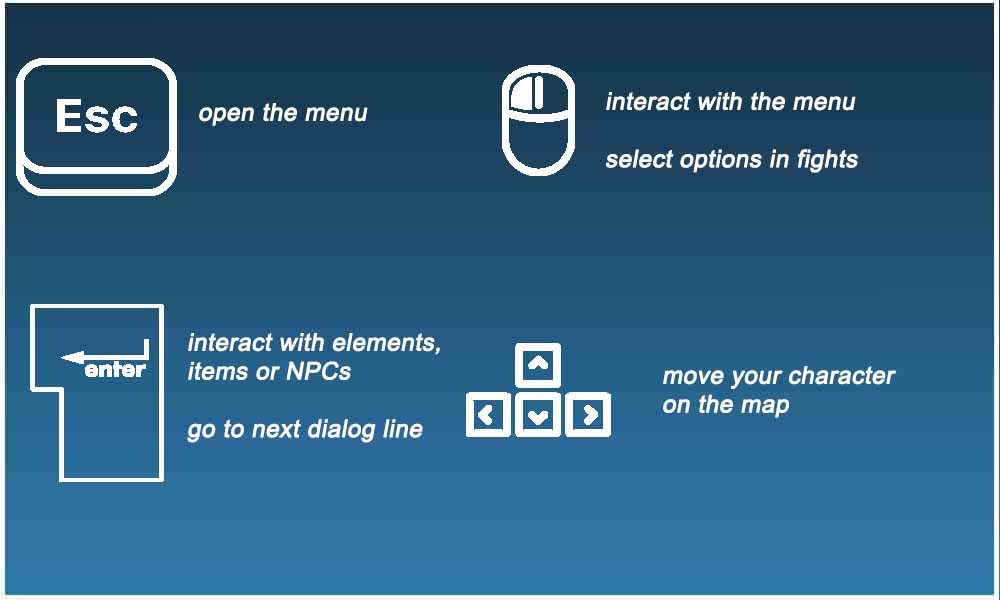 Esc
open the menu
interact with the menu
select options in fights
enter
interact with elements,
items or NPCs
go to next dialog line
move your character
on the map